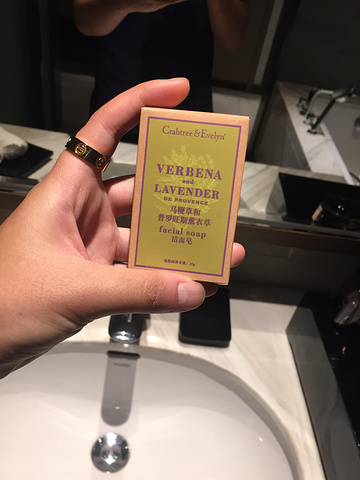 Crabtree & Evelyn®
VERBENA
and
LAVENDER
DE PROVENCE
马鞭草和
普罗旺斯薰衣草
facial soap
洁面皂